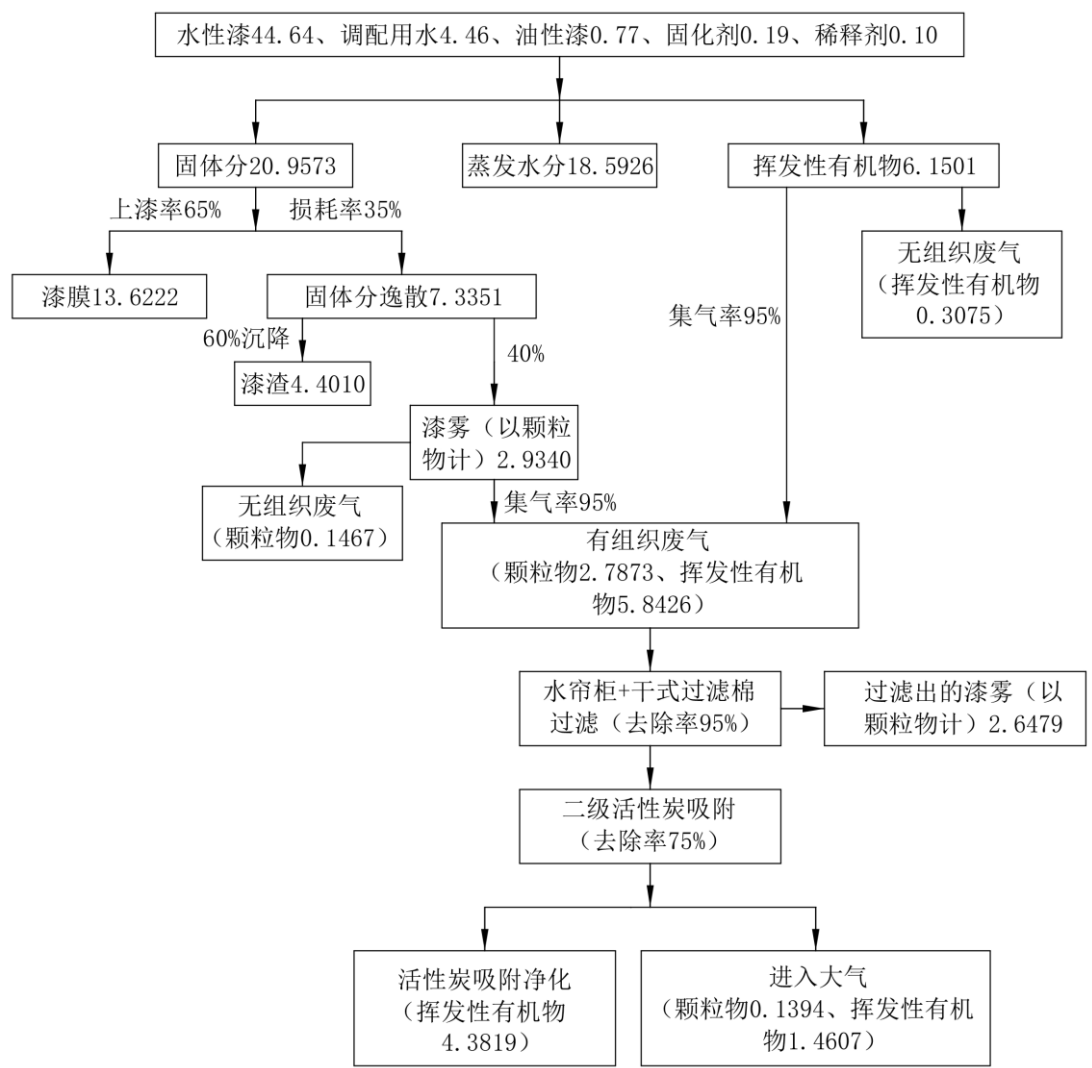 水性漆44.64、调配用水4.46、油性漆0.77、固化剂0.19、稀释剂0.10
固体分20.9573
蒸发水分18.5926
挥发性有机物6.1501
上漆率65%
损耗率35%
无组织废气
（挥发性有机物
0.3075）
漆膜13.6222
固体分逸散7.3351
集气率95%
60%沉降
40%
漆渣4.4010
漆雾（以颗粒
物计）2.9340
无组织废气
（颗粒物0.1467）
集气率95%
有组织废气
（颗粒物2.7873、挥发性有机
物5.8426）
水帘柜+干式过滤棉
过滤（去除率95%）
过滤出的漆雾（以
颗粒物计）2.6479
二级活性炭吸附
（去除率75%）
活性炭吸附净化
（挥发性有机物
4.3819）
进入大气
（颗粒物0.1394、挥发性有机
物1.4607）